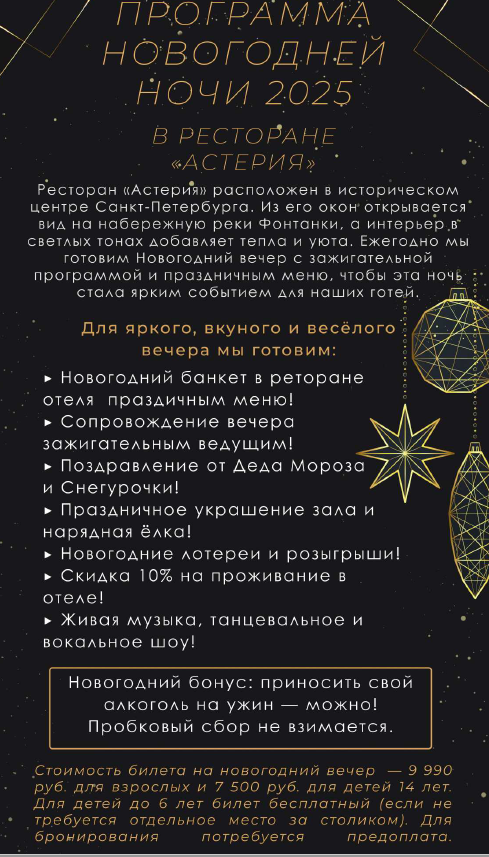 ПРОГРАММА
НОВОГОДНЕЙ
НОЧИ 2025
В РЕСТОРАНЕ
«АСТЕРИЯ»
Ресторан «Астерия» расположен в историческом
центре Санкт-Петербурга. Из его окон открывается
вид на набережную реки Фонтанки, а интерьер в
светлых тонах добавляет тепла и уюта. Ежегодно мы
готовим Новогодний вечер с зажигательной
программой и праздничным меню, чтобы эта ночь
стала ярким событием для наших готей.
Для яркого, вкуного и весёлого
вечера мы готовим:
▸ Новогодний банкет в реторане
отеля праздичным меню!
▸ Сопровождение вечера
зажигательным ведущим!
▸ Поздравление от Деда Мороза
и Снегурочки!
▸ Праздничное украшение зала и
нарядная ёлка!
▸ Новогодние лотереи и розыгрыши!
▸ Скидка 10% на проживание в
отеле!
▸ Живая музыка, танцевальное и
вокальное шоу!
Новогодний бонус: приносить свой
алкоголь на ужин — можно!
Пробковый сбор не взимается.
Стоимость билета на новогодний вечер — 9 990
руб. для взрослых и 7 500 руб. для детей 14 лет.
Для детей до 6 лет билет бесплатный (если не
требуется отдельное место за столиком). Для
бронирования потребуется предоплата.